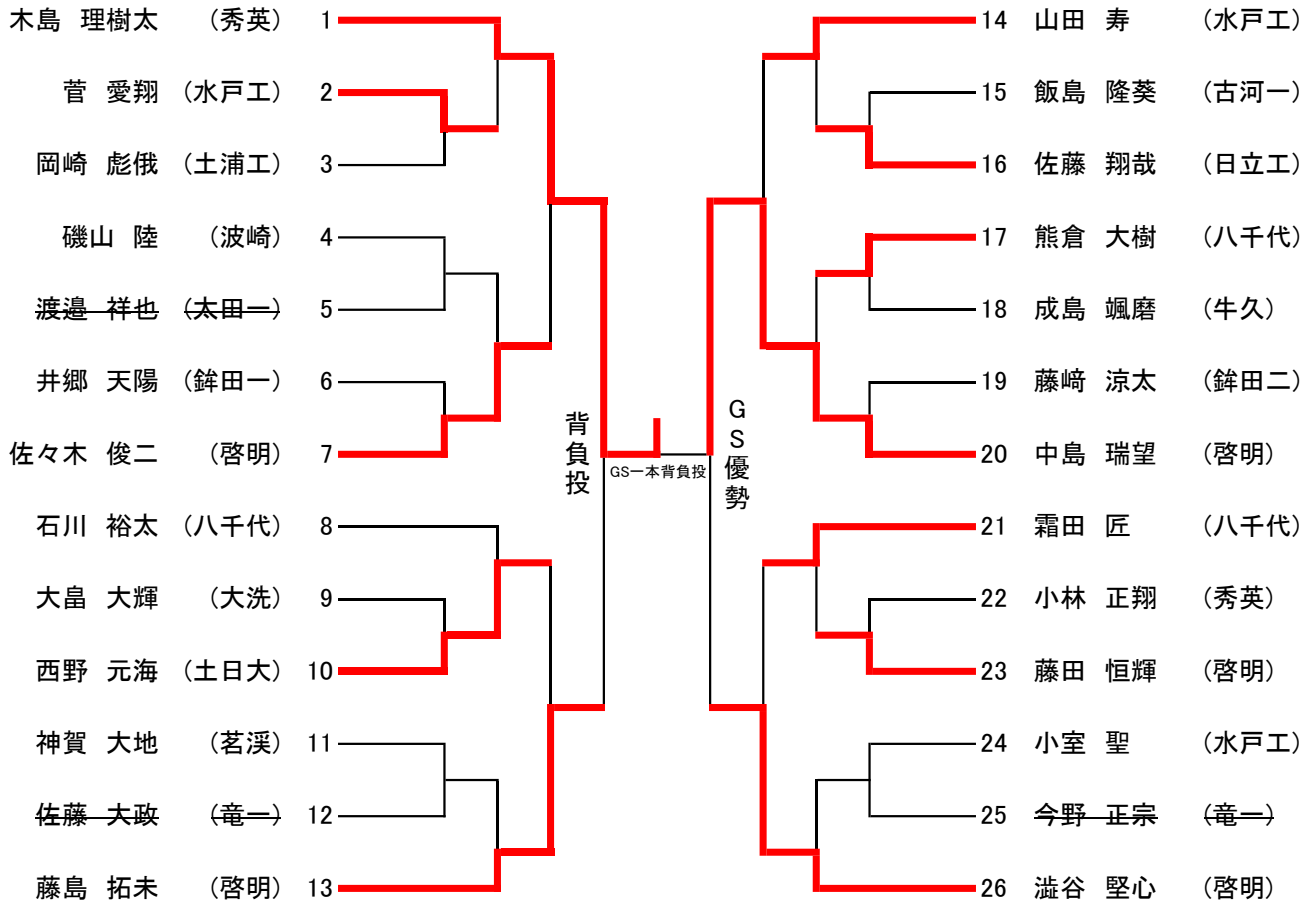 木島 理樹太 (秀英) 1
菅 愛翔 (水戸工) 2
岡崎 彪俄 (土浦工) 3
磯山 陸 (波崎) 4
渡邉 祥也 (太田一) 5
井郷 天陽 (鉾田一) 6
佐々木 俊二 (啓明) 7
石川 裕太 (八千代) 8
大畠 大輝 (大洗) 9
西野 元海 (土日大) 10
神賀 大地 (茗溪) 11
佐藤 大政 (竜一) 12
藤島 拓未 (啓明) 13
背負投
GS一本背負投
GS優勢
14 山田 寿 (水戸工)
15 飯島 隆葵 (古河一)
16 佐藤 翔哉 (日立工)
17 熊倉 大樹 (八千代)
18 成島 颯磨 (牛久)
19 藤﨑 涼太 (鉾田二)
20 中島 瑞望 (啓明)
21 霜田 匠 (八千代)
22 小林 正翔 (秀英)
23 藤田 恒輝 (啓明)
24 小室 聖 (水戸工)
25 今野 正宗 (竜一)
26 澁谷 堅心 (啓明)